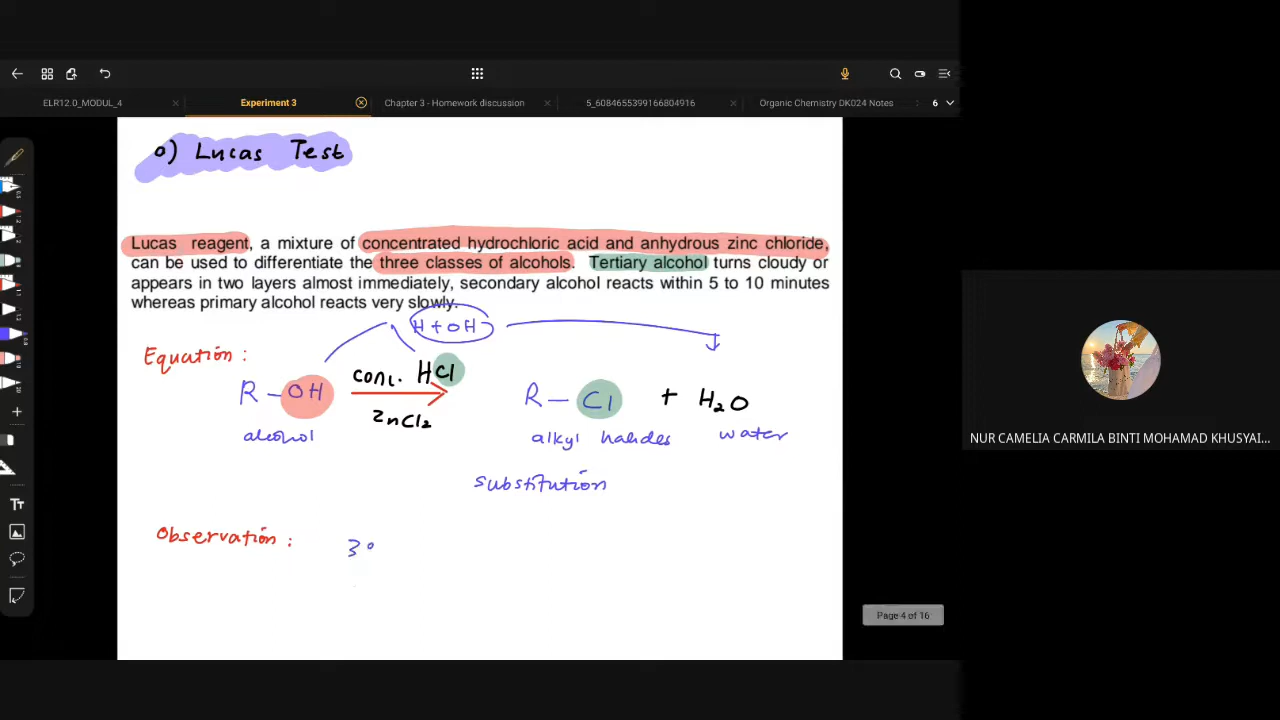 ELR12.0_MODUL_4
Experiment 3
Chapter 3 - Homework discussion
5_6084655399166804916
Organic Chemistry DK024 Notes
6
a) Lucas Test
Lucas reagent, a mixture of concentrated hydrochloric acid and anhydrous zinc chloride,
can be used to differentiate the three classes of alcohols. Tertiary alcohol turns cloudy or
appears in two layers almost immediately, secondary alcohol reacts within 5 to 10 minutes
whereas primary alcohol reacts very slowly.
H + OH
Equation :
R - OH conc. HCl ZnCl2 R - Cl + H2O
alcohol alkyl halides water
substitution
Observation : 3°
Tт
Page 4 of 16
NUR CAMELIA CARMILA BINTI MOHAMAD KHUSYAI...